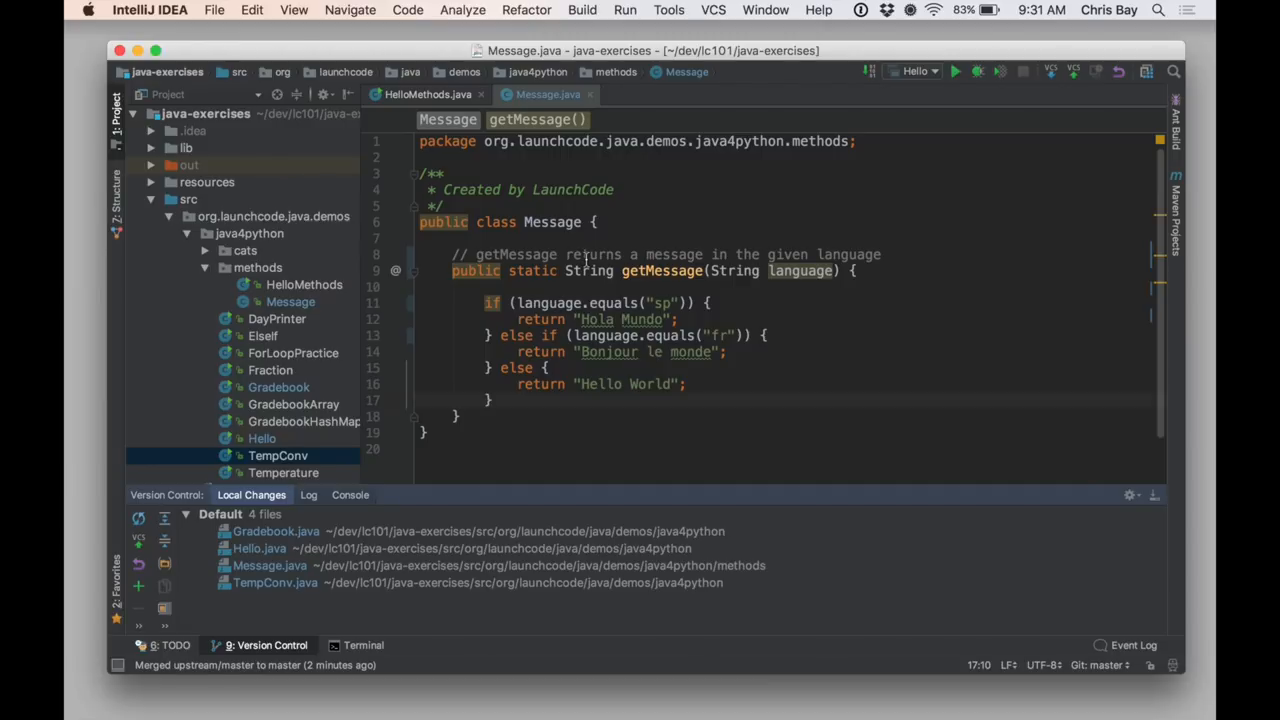 IntelliJ IDEA File Edit View Navigate Code Analyze Refactor Build Run Tools VCS Window Help 83% 9:31 AM Chris Bay
Message.java - java-exercises - [~/dev/lc101/java-exercises]
java-exercises src org launchcode java demos java4python methods Message Hello
Project HelloMethods.java Message.java
1: Project
7: Structure
2: Favorites
java-exercises ~/dev/lc101/java-ex
.idea
lib
out
resources
src
org.launchcode.java.demos
java4python
cats
methods
HelloMethods
Message
DayPrinter
ElseIf
ForLoopPractice
Fraction
Gradebook
GradebookArray
GradebookHashMap
Hello
TempConv
Temperature
Message getMessage()
1 package org.launchcode.java.demos.java4python.methods;
2
3 /**
4 * Created by LaunchCode
5 */
6 public class Message {
7
8 // getMessage returns a message in the given language
9 @ public static String getMessage(String language) {
10
11 if (language.equals("sp")) {
12 return "Hola Mundo";
13 } else if (language.equals("fr")) {
14 return "Bonjour le monde";
15 } else {
16 return "Hello World";
17 }
18 }
19 }
20
Ant Build
Maven Projects
Version Control: Local Changes Log Console
Default 4 files
Gradebook.java ~/dev/lc101/java-exercises/src/org/launchcode/java/demos/java4python
Hello.java ~/dev/lc101/java-exercises/src/org/launchcode/java/demos/java4python
Message.java ~/dev/lc101/java-exercises/src/org/launchcode/java/demos/java4python/methods
TempConv.java ~/dev/lc101/java-exercises/src/org/launchcode/java/demos/java4python
6: TODO 9: Version Control Terminal Event Log
Merged upstream/master to master (2 minutes ago) 17:10 LF UTF-8 Git: master